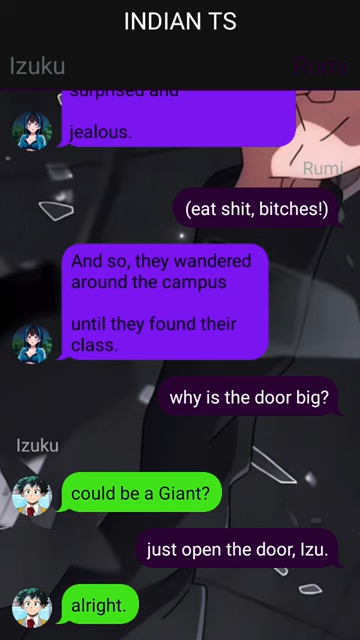 INDIAN TS
Izuku
Rumi
surprised and
jealous.
Rumi
(eat shit, bitches!)
And so, they wandered
around the campus
until they found their
class.
why is the door big?
Izuku
could be a Giant?
just open the door, Izu.
alright.